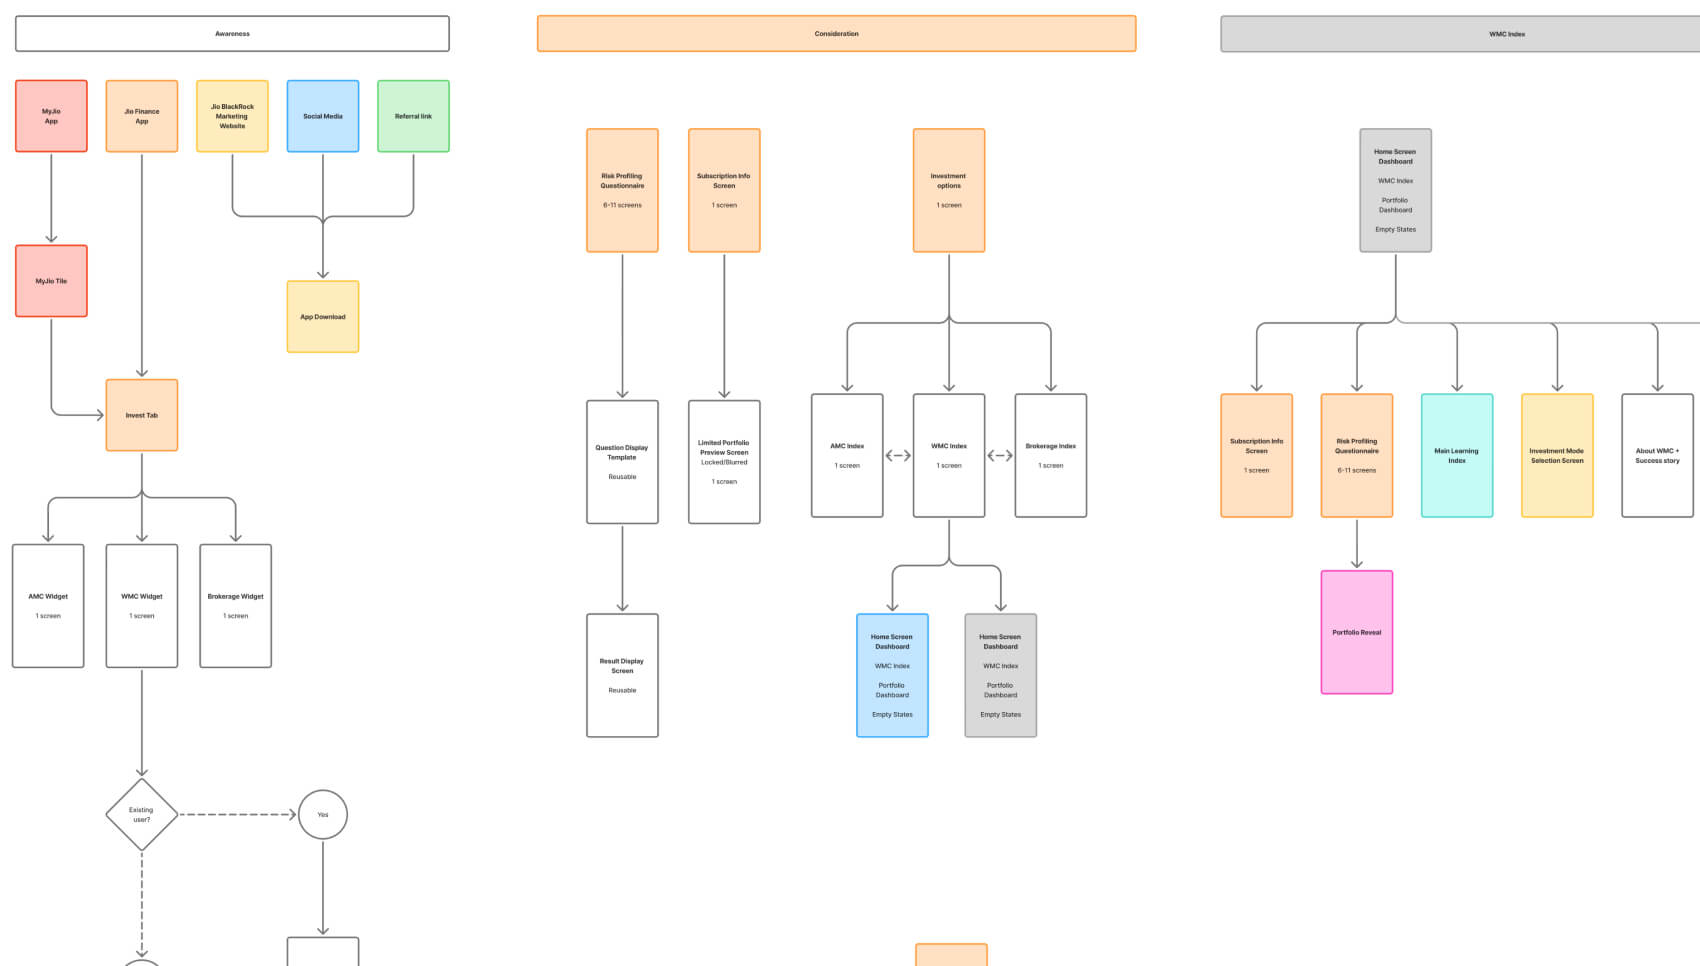 Awareness
Consideration
WMC Index
MyJio
App
Jio Finance
App
Jio BlackRock
Marketing
Website
Social Media
Referral link
MyJio Tile
App Download
Invest Tab
AMC Widget
1 screen
WMC Widget
1 screen
Brokerage Widget
1 screen
Existing
user?
Yes
Risk Profiling
Questionnaire
6-11 screens
Subscription Info
Screen
1 screen
Investment
options
1 screen
Question Display
Template
Reusable
Limited Portfolio
Preview Screen
Locked/Blurred
1 screen
AMC Index
1 screen
WMC Index
1 screen
Brokerage Index
1 screen
Result Display
Screen
Reusable
Home Screen
Dashboard
WMC Index
Portfolio
Dashboard
Empty States
Home Screen
Dashboard
WMC Index
Portfolio
Dashboard
Empty States
Home Screen
Dashboard
WMC Index
Portfolio
Dashboard
Empty States
Subscription Info
Screen
1 screen
Risk Profiling
Questionnaire
6-11 screens
Main Learning
Index
Investment Mode
Selection Screen
About WMC +
Success story
Portfolio Reveal